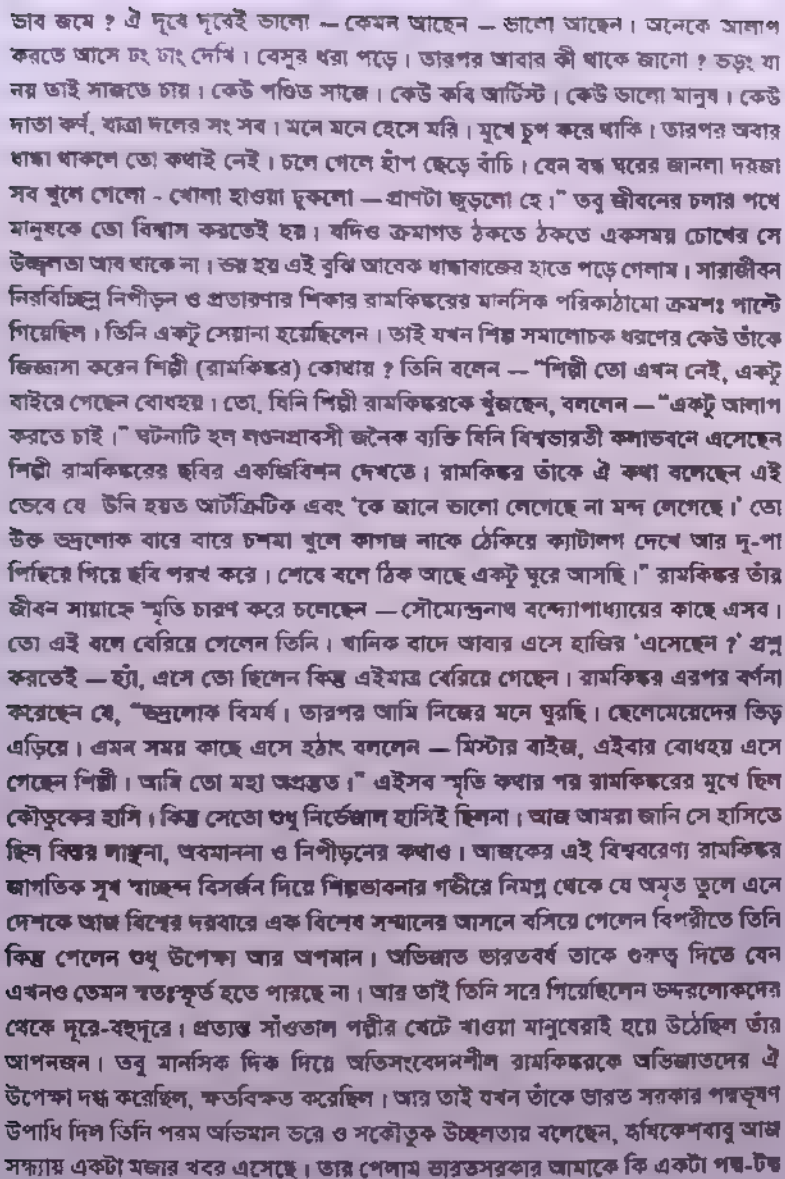 ভাব জমে ? ঐ দূরে দূরেই ভালো — কেমন আছেন — ভালো আছেন। অনেকে আলাপ
করতে আসে ঢং ঢাং দেখি। বেসুর ধরা পড়ে। তারপর আবার কী থাকে জানো ? ভড়ং যা
নয় তাই সাজতে চায়। কেউ পণ্ডিত সাজে। কেউ কবি আর্টিস্ট। কেউ ভালো মানুষ। কেউ
দাতা কর্ণ, যাত্রা দলের সং সব। মনে মনে হেসে মরি। মুখে চুপ করে থাকি। তারপর অবার
ধান্ধা থাকলে তো কথাই নেই। চলে গেলে হাঁপ ছেড়ে বাঁচি। যেন বন্ধ ঘরের জানলা দরজা
সব খুলে গেলো - খোলা হাওয়া ঢুকলো — প্রাণটা জুড়লো হে।" তবু জীবনের চলার পথে
মানুষকে তো বিশ্বাস করতেই হয়। যদিও ক্রমাগত ঠকতে ঠকতে একসময় চোখের সে
উজ্জ্বলতা আব থাকে না। ভয় হয় এই বুঝি আবেক ধান্ধাবাজের হাতে পড়ে গেলাম। সারাজীবন
নিরবিচ্ছিন্ন নিপীড়ন ও প্রতারণার শিকার রামকিঙ্করের মানসিক পরিকাঠামো ক্রমশঃ পাল্টে
গিয়েছিল। তিনি একটু সেয়ানা হয়েছিলেন। তাই যখন শিল্প সমালোচক ধরণের কেউ তাঁকে
জিজ্ঞাসা করেন শিল্পী (রামকিঙ্কর) কোথায় ? তিনি বলেন — "শিল্পী তো এখন নেই, একটু
বাইরে গেছেন বোধহয়। তো, যিনি শিল্পী রামকিঙ্করকে খুঁজছেন, বললেন — "একটু আলাপ
করতে চাই।" ঘটনাটি হল লণ্ডনপ্রাবসী জনৈক ব্যক্তি যিনি বিশ্বভারতী কলাভবনে এসেছেন
শিল্পী রামকিঙ্করের ছবির একজিবিশন দেখতে। রামকিঙ্কর তাঁকে ঐ কথা বলেছেন এই
ভেবে যে উনি হয়ত আর্টক্রিটিক এবং 'কে জানে ভালো লেগেছে না মন্দ লেগেছে।' তো
উক্ত ভদ্রলোক বারে বারে চশমা খুলে কাগজ নাকে ঠেকিয়ে ক্যাটালগ দেখে আর দু-পা
পিছিয়ে গিয়ে ছবি পরখ করে। শেষে বলে ঠিক আছে একটু ঘুরে আসছি।" রামকিঙ্কর তাঁর
জীবন সায়াহ্নে স্মৃতি চারণ করে চলেছেন — সৌমেন্দ্রনাথ বন্দ্যোপাধ্যায়ের কাছে এসব।
তো এই বলে বেরিয়ে গেলেন তিনি। খানিক বাদে আবার এসে হাজির 'এসেছেন ?' প্রশ্ন
করতেই — হ্যাঁ, এসে তো ছিলেন কিন্তু এইমাত্র বেরিয়ে গেছেন। রামকিঙ্কর এরপর বর্ণনা
করেছেন যে, "ভদ্রলোক বিমর্ষ। তারপর আমি নিজের মনে ঘুরছি। ছেলেমেয়েদের ভিড়
এড়িয়ে। এমন সময় কাছে এসে হঠাৎ বললেন — মিস্টার বাইজ, এইবার বোধহয় এসে
গেছেন শিল্পী। আমি তো মহা অপ্রস্তুত।" এইসব স্মৃতি কথার পর রামকিঙ্করের মুখে ছিল
কৌতুকের হাসি। কিন্তু সেতো শুধু নির্ভেজাল হাসিই ছিলনা। আজ আমরা জানি সে হাসিতে
ছিল বিস্তর লাঞ্ছনা, অবমাননা ও নিপীড়নের কথাও। আজকের এই বিশ্ববরেণ্য রামকিঙ্কর
জাগতিক সুখ স্বাচ্ছন্দ বিসর্জন দিয়ে শিল্পভাবনার গভীরে নিমগ্ন থেকে যে অমৃত তুলে এনে
দেশকে আজ বিশ্বের দরবারে এক বিশেষ সম্মানের আসনে বসিয়ে গেলেন বিপরীতে তিনি
কিন্তু পেলেন শুধু উপেক্ষা আর অপমান। অভিজাত ভারতবর্ষ তাকে গুরুত্ব দিতে যেন
এখনও তেমন স্বতঃস্ফূর্ত হতে পারছে না। আর তাই তিনি সরে গিয়েছিলেন ভদ্দরলোকদের
থেকে দূরে-বহুদূরে। প্রত্যন্ত সাঁওতাল পল্লীর খেটে খাওয়া মানুষেরাই হয়ে উঠেছিল তাঁর
আপনজন। তবু মানসিক দিক দিয়ে অতিসংবেদনশীল রামকিঙ্করকে অভিজাতদের ঐ
উপেক্ষা দগ্ধ করেছিল, ক্ষতবিক্ষত করেছিল। আর তাই যখন তাঁকে ভারত সরকার পদ্মভূষণ
উপাধি দিল তিনি পরম অভিমান ভরে ও সকৌতুক উচ্ছলতায় বলেছেন, হৃষিকেশবাবু আজ
সন্ধ্যায় একটা মজার খবর এসেছে। তার পেলাম ভারতসরকার আমাকে কি একটা পদ্ম-টদ্ম